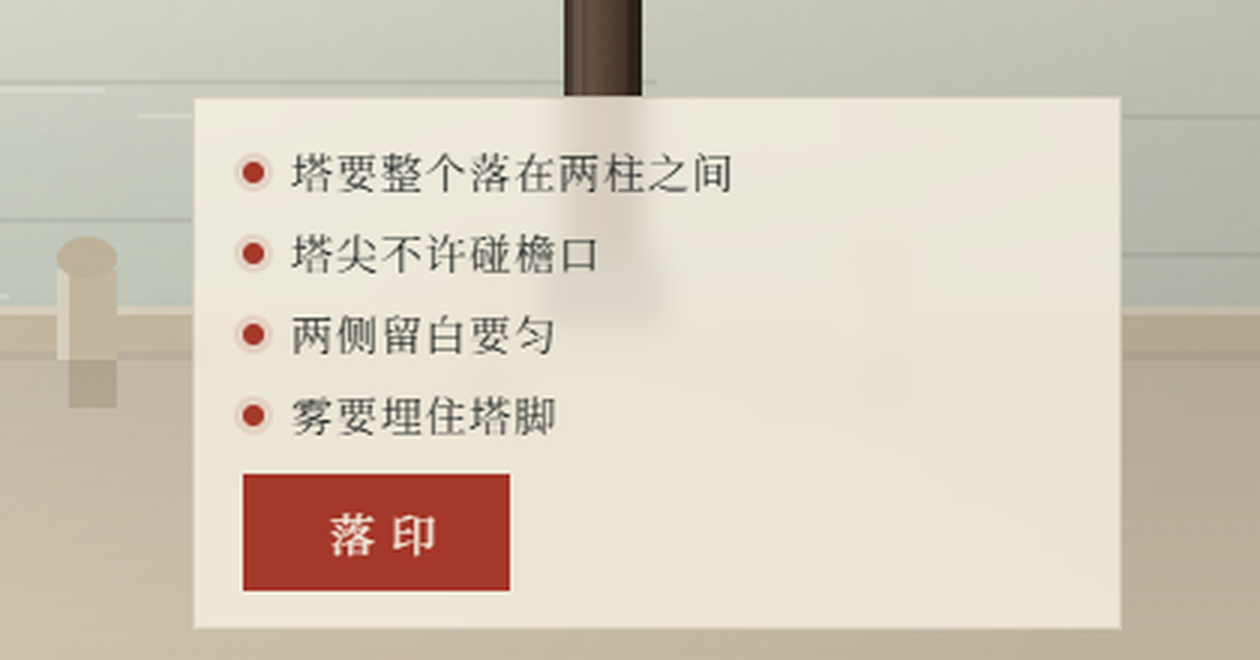 塔要整个落在两柱之间
塔尖不许碰檐口
两侧留白要匀
雾要埋住塔脚
落印